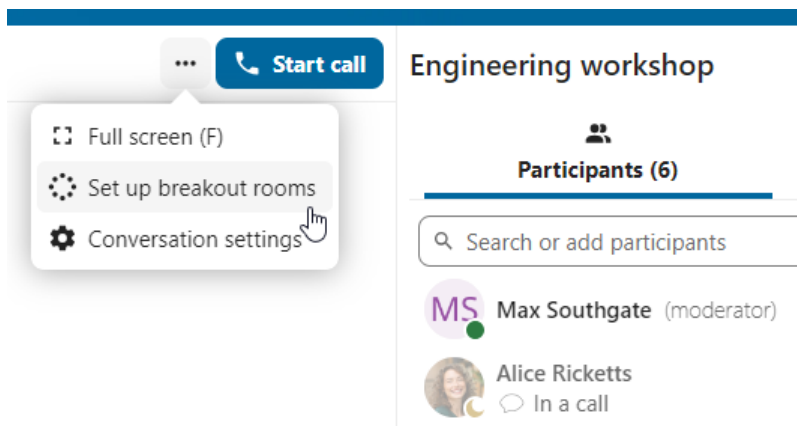 ... Start call
Engineering workshop
Full screen (F)
Set up breakout rooms
Conversation settings
Participants (6)
Search or add participants
MS Max Southgate (moderator)
Alice Ricketts
In a call